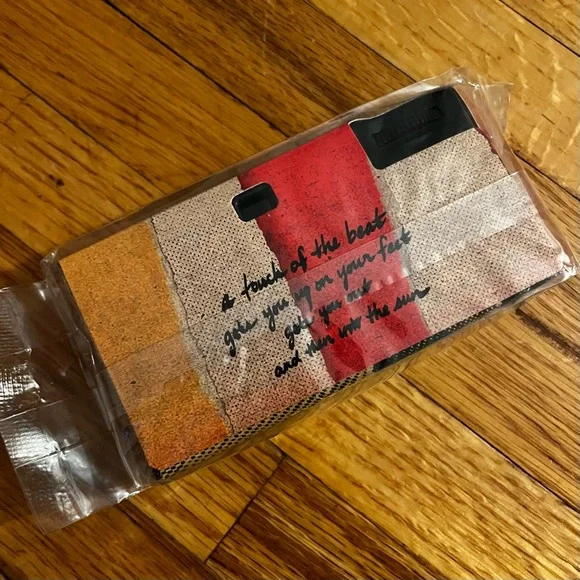 A touch of the beat
gets you up on your feet
gets you out
and then into the sun